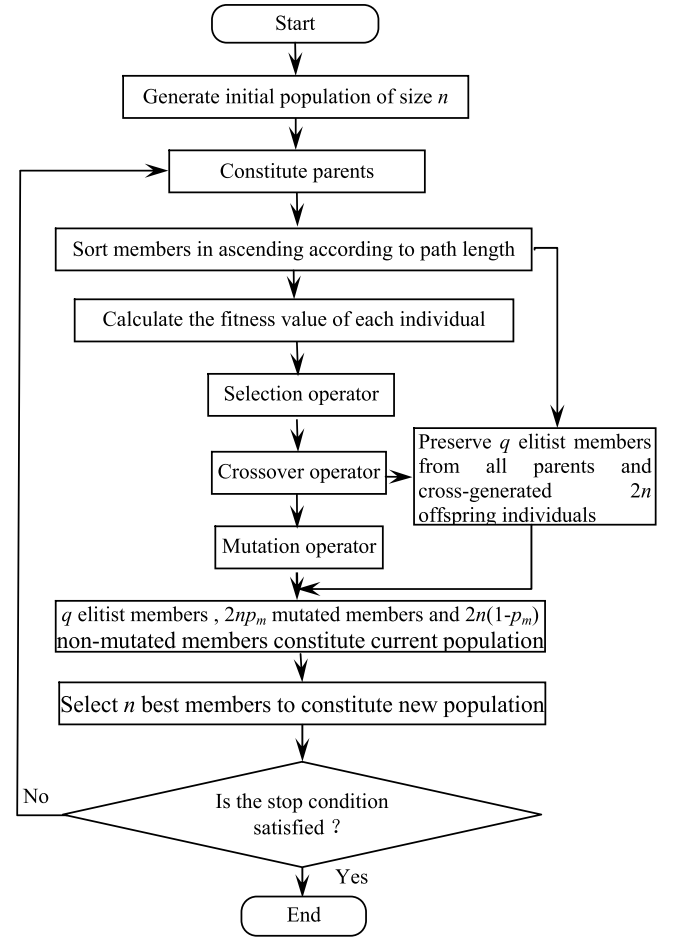 Start
Generate initial population of size n
Constitute parents
Sort members in ascending according to path length
Calculate the fitness value of each individual
Selection operator
Crossover operator
Preserve q elitist members
from all parents and
cross-generated 2n
offspring individuals
Mutation operator
q elitist members , 2npm mutated members and 2n(1-pm)
non-mutated members constitute current population
Select n best members to constitute new population
Is the stop condition
satisfied ?
No
Yes
End